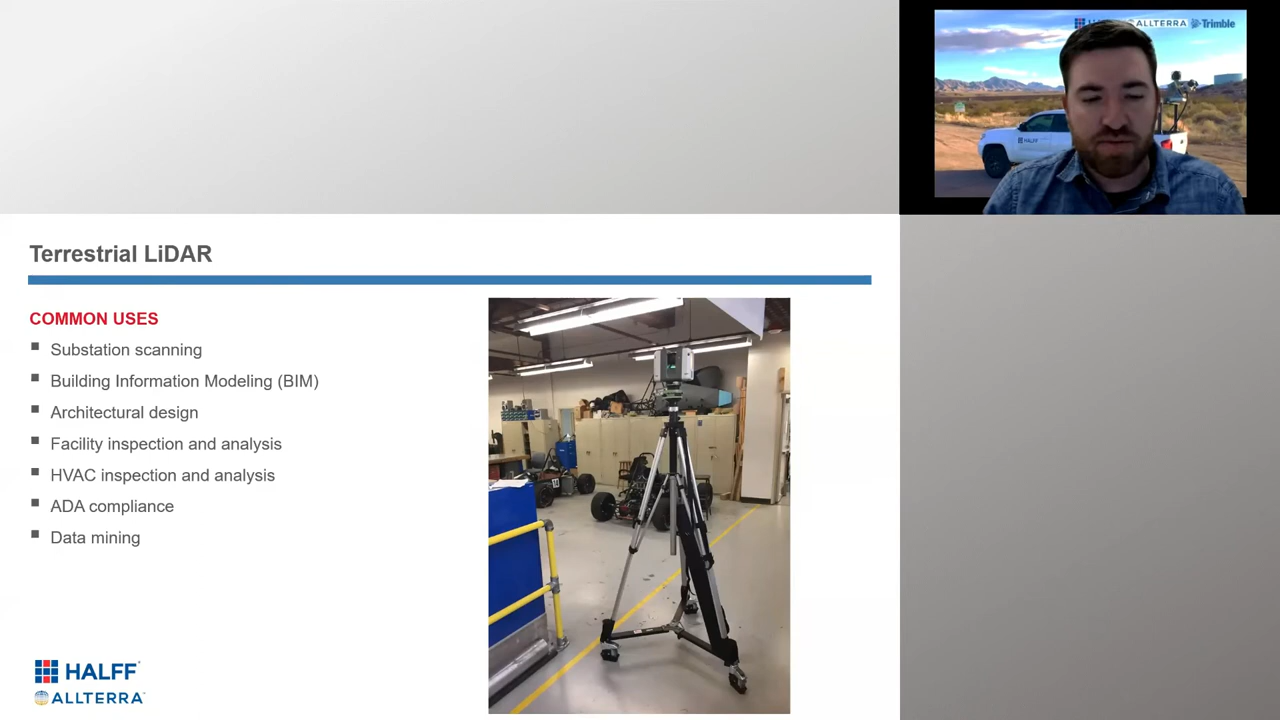 ALLTERRA Trimble
HALFF
Terrestrial LiDAR
COMMON USES
Substation scanning
Building Information Modeling (BIM)
Architectural design
Facility inspection and analysis
HVAC inspection and analysis
ADA compliance
Data mining
HALFF
ALLTERRA